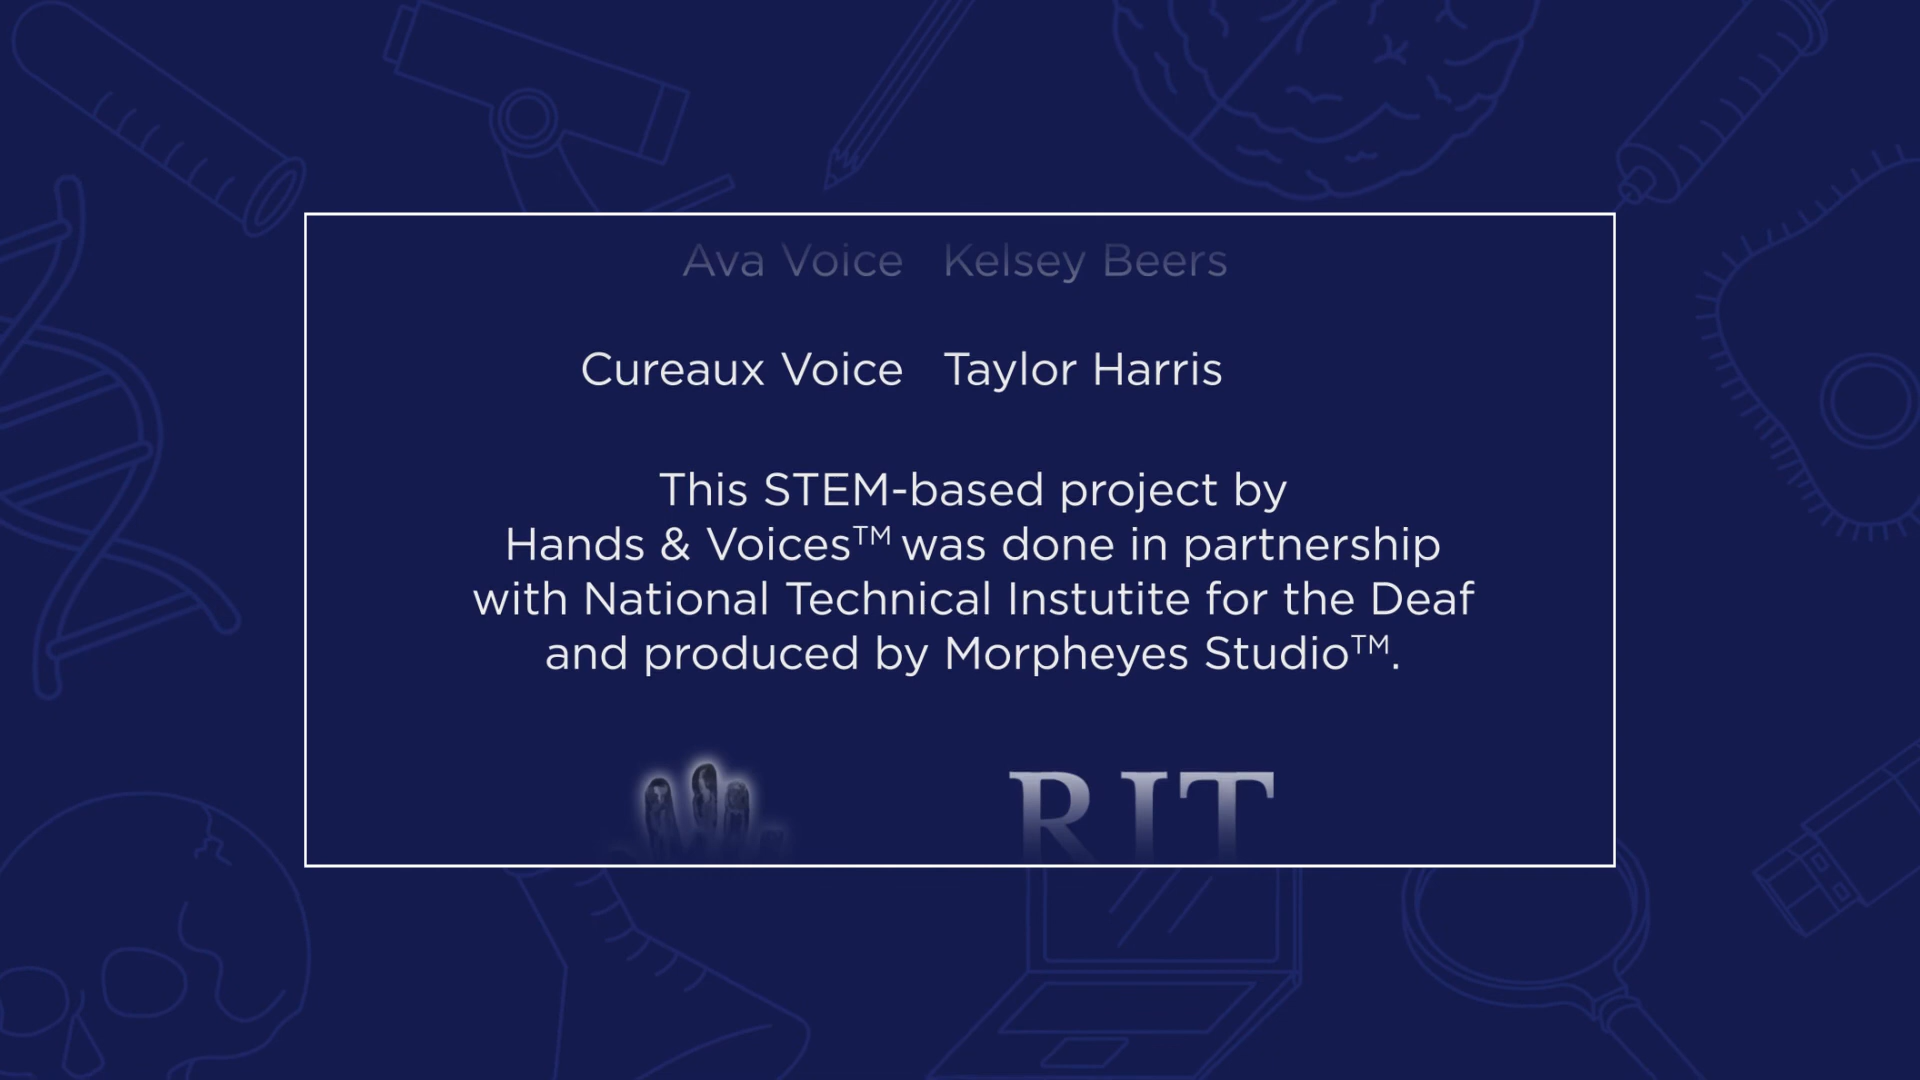 Ava Voice Kelsey Beers
Cureaux Voice Taylor Harris
This STEM-based project by
Hands & Voices™ was done in partnership
with National Technical Instutite for the Deaf
and produced by Morpheyes Studio™.
RIT